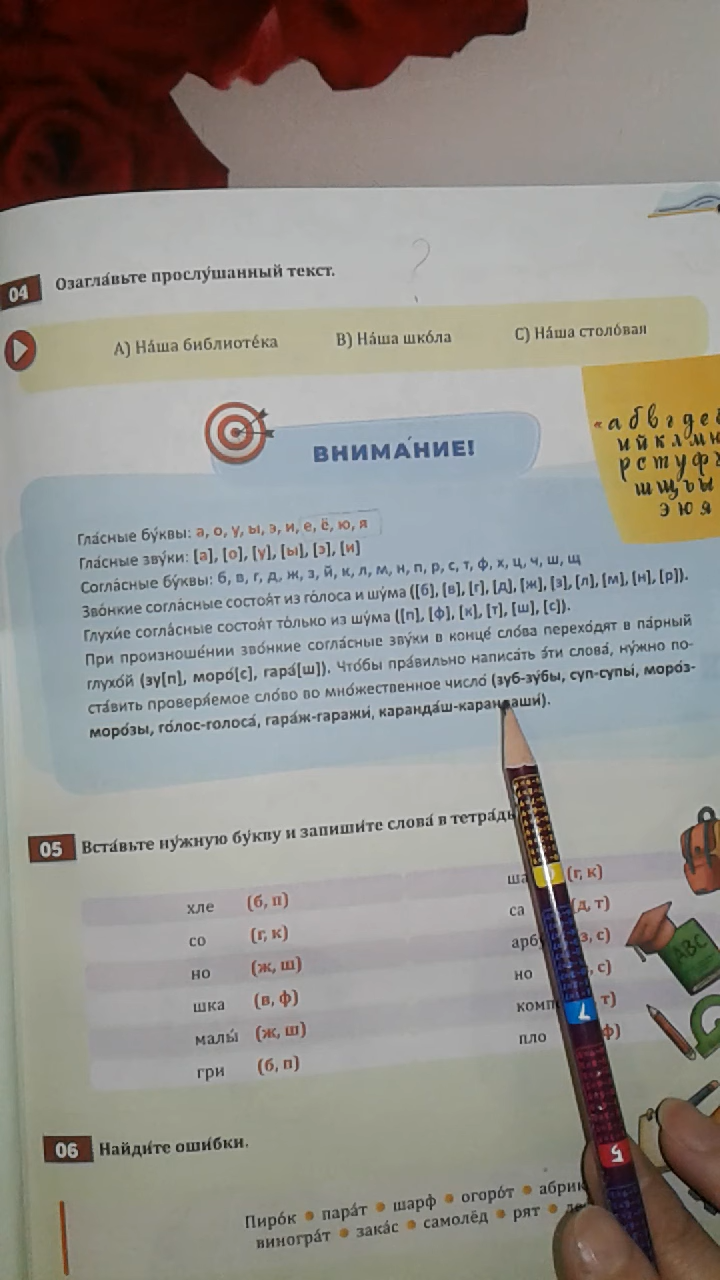 04 Озагла́вьте прослу́шанный текст.
?
A) На́ша библиоте́ка B) На́ша шко́ла C) На́ша столо́вая
ВНИМА́НИЕ!
« а б в г д е
и й к л м н
р с т у ф х
ш щ ъ ы
э ю я
Гла́сные бу́квы: а, о, у, ы, э, и, е, ё, ю, я
Гла́сные зву́ки: [а], [о], [у], [ы], [э], [и]
Согла́сные бу́квы: б, в, г, д, ж, з, й, к, л, м, н, п, р, с, т, ф, х, ц, ч, ш, щ
Зво́нкие согла́сные состоя́т из го́лоса и шу́ма ([б], [в], [г], [д], [ж], [з], [л], [м], [н], [р]).
Глухи́е согла́сные состоя́т то́лько из шу́ма ([п], [ф], [к], [т], [ш], [с]).
При произноше́нии зво́нкие согла́сные зву́ки в конце́ сло́ва перехо́дят в па́рный
глухо́й (зу[п], моро́[с], гара́[ш]). Что́бы пра́вильно написа́ть э́ти слова́, ну́жно по-
ста́вить проверя́емое сло́во во мно́жественное число́ (зуб-зу́бы, суп-супы́, моро́з-
моро́зы, го́лос-голоса́, гара́ж-гаражи́, каранда́ш-карандаши́).
05 Вста́вьте ну́жную бу́кву и запиши́те слова́ в тетра́дь
хле (б, п) ша (г, к)
со (г, к) са (д, т)
но (ж, ш) арбу з, с)
шка (в, ф) но , с)
малы́ (ж, ш) комп т)
гри (б, п) пло ф)
ABC
7
5
06 Найди́те оши́бки.
Пиро́к • пара́т • шарф • огоро́т • абрик
виногра́т • зака́с • самолёд • рят •